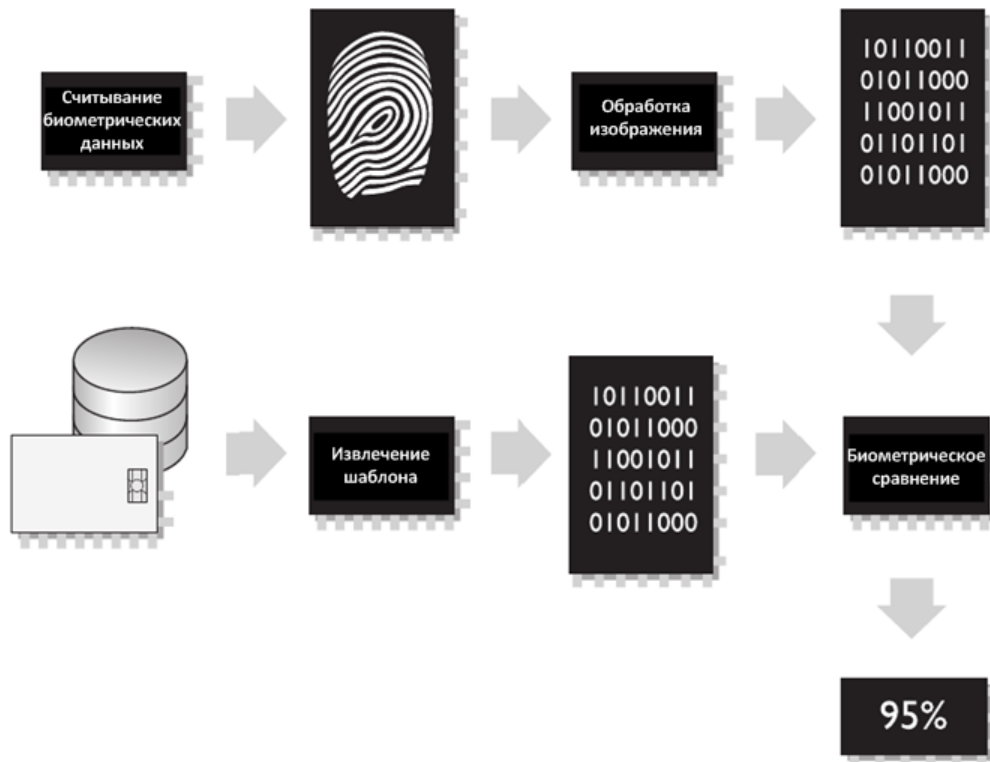 Считывание
биометрических
данных
Обработка
изображения
10110011
01011000
11001011
01101101
01011000
Извлечение
шаблона
10110011
01011000
11001011
01101101
01011000
Биометрическое
сравнение
95%